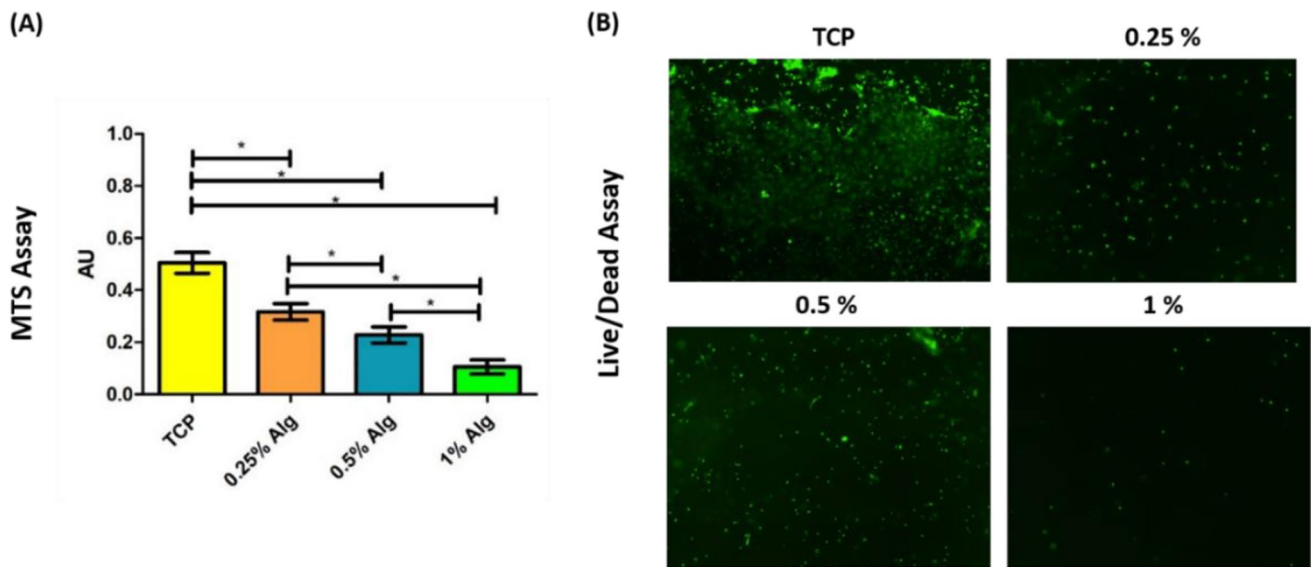 (A)
MTS Assay
AU
1.0
0.8
0.6
0.4
0.2
0.0
*
*
*
*
*
*
TCP
0.25% Alg
0.5% Alg
1% Alg
(B)
Live/Dead Assay
TCP
0.25 %
0.5 %
1 %